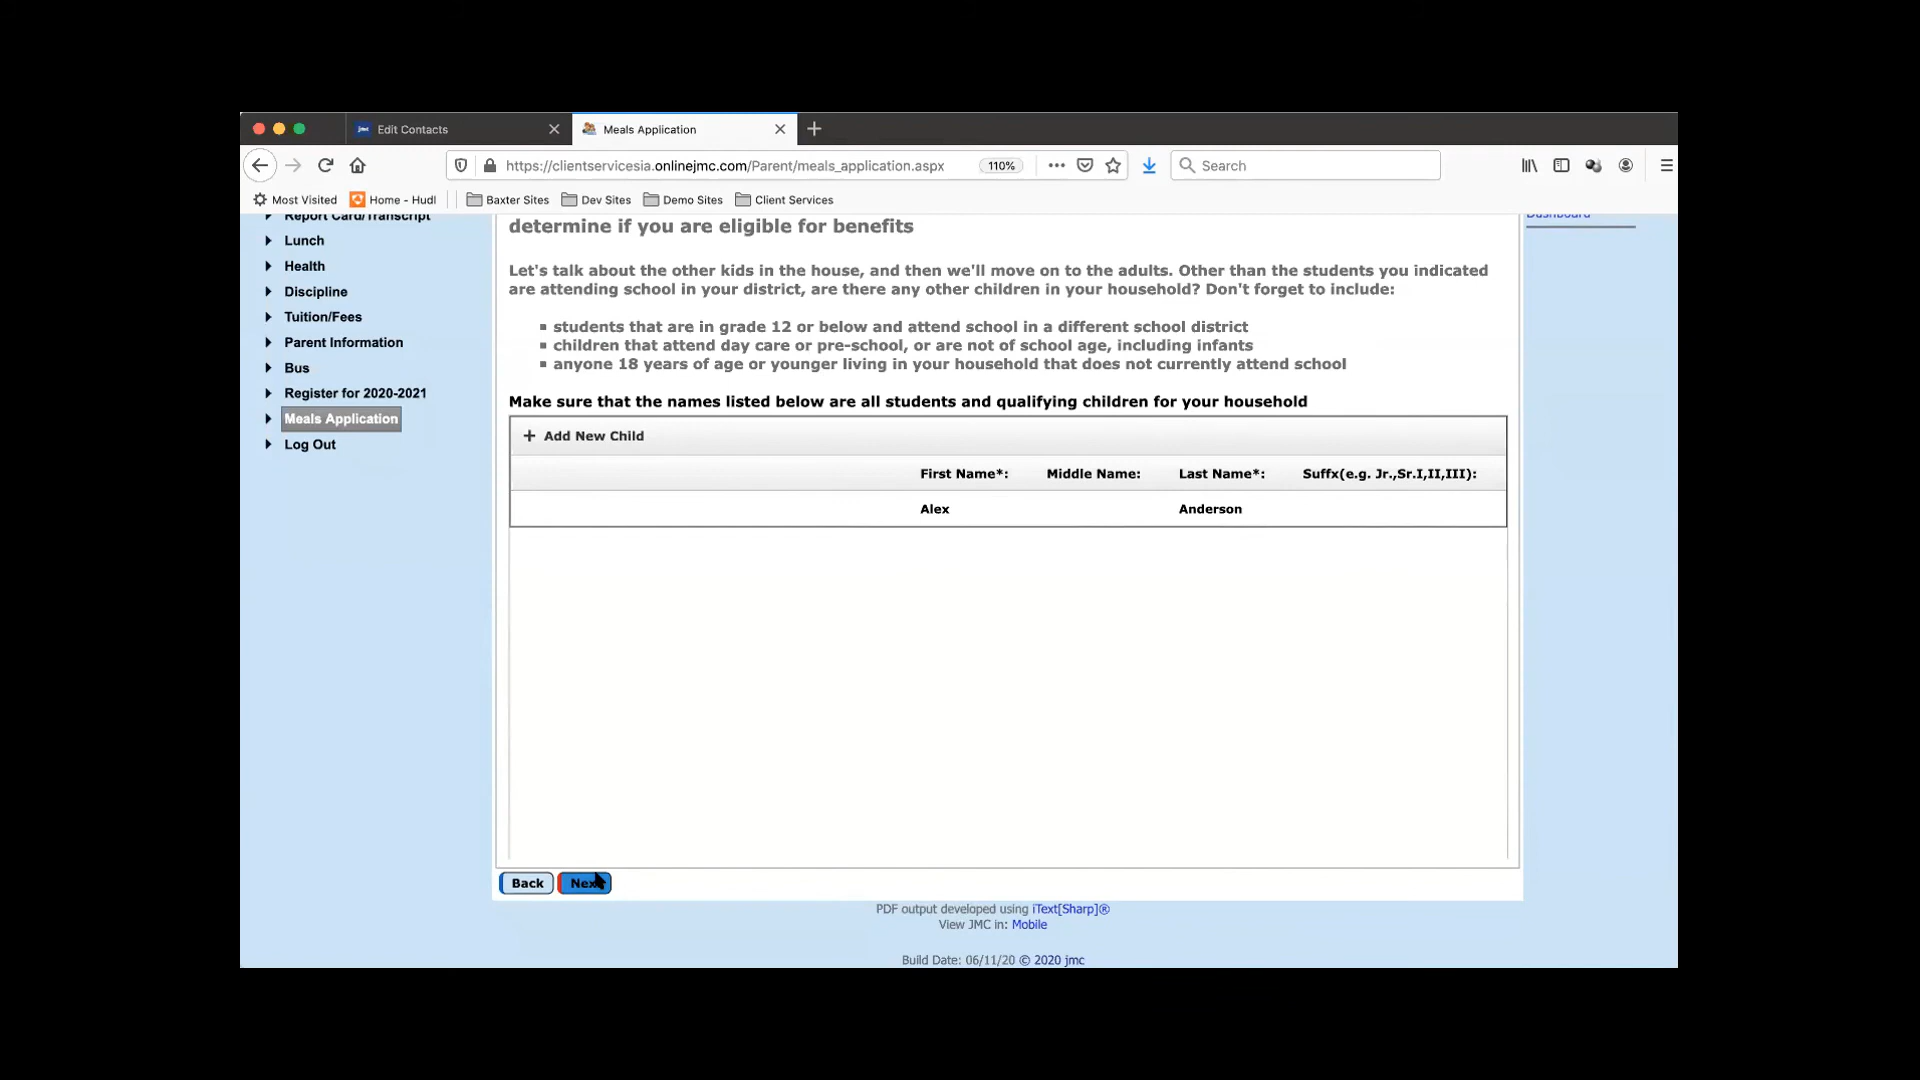 Edit Contacts
Meals Application
https://clientservicesia.onlinejmc.com/Parent/meals_application.aspx
110%
Search
Most Visited
Home - Hudl
Baxter Sites
Dev Sites
Demo Sites
Client Services
Report Card/Transcript
Lunch
Health
Discipline
Tuition/Fees
Parent Information
Bus
Register for 2020-2021
Meals Application
Log Out
Dashboard
determine if you are eligible for benefits
Let's talk about the other kids in the house, and then we'll move on to the adults. Other than the students you indicated
are attending school in your district, are there any other children in your household? Don't forget to include:
students that are in grade 12 or below and attend school in a different school district
children that attend day care or pre-school, or are not of school age, including infants
anyone 18 years of age or younger living in your household that does not currently attend school
Make sure that the names listed below are all students and qualifying children for your household
+ Add New Child
First Name*: Middle Name: Last Name*: Suffx(e.g. Jr.,Sr.I,II,III):
Alex Anderson
Back
Next
PDF output developed using iText[Sharp]®
View JMC in: Mobile
Build Date: 06/11/20 © 2020 jmc